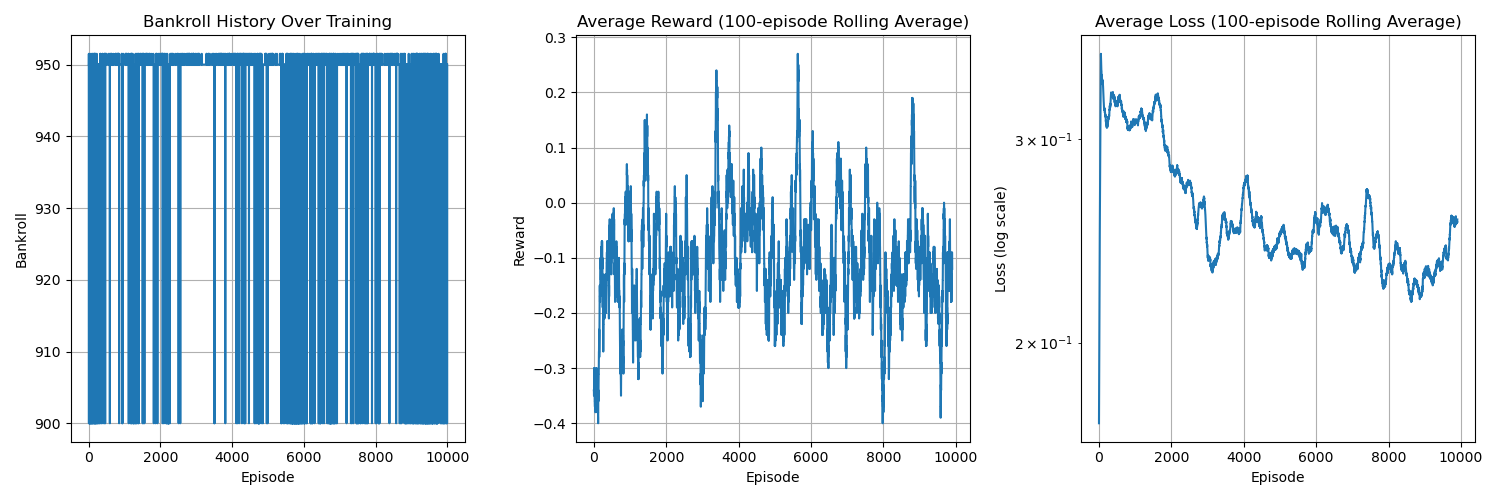 Bankroll History Over Training
950
940
930
920
910
900
Bankroll
0 2000 4000 6000 8000 10000
Episode
Average Reward (100-episode Rolling Average)
0.3
0.2
0.1
0.0
−0.1
−0.2
−0.3
−0.4
Reward
0 2000 4000 6000 8000 10000
Episode
Average Loss (100-episode Rolling Average)
3 × 10⁻¹
2 × 10⁻¹
Loss (log scale)
0 2000 4000 6000 8000 10000
Episode